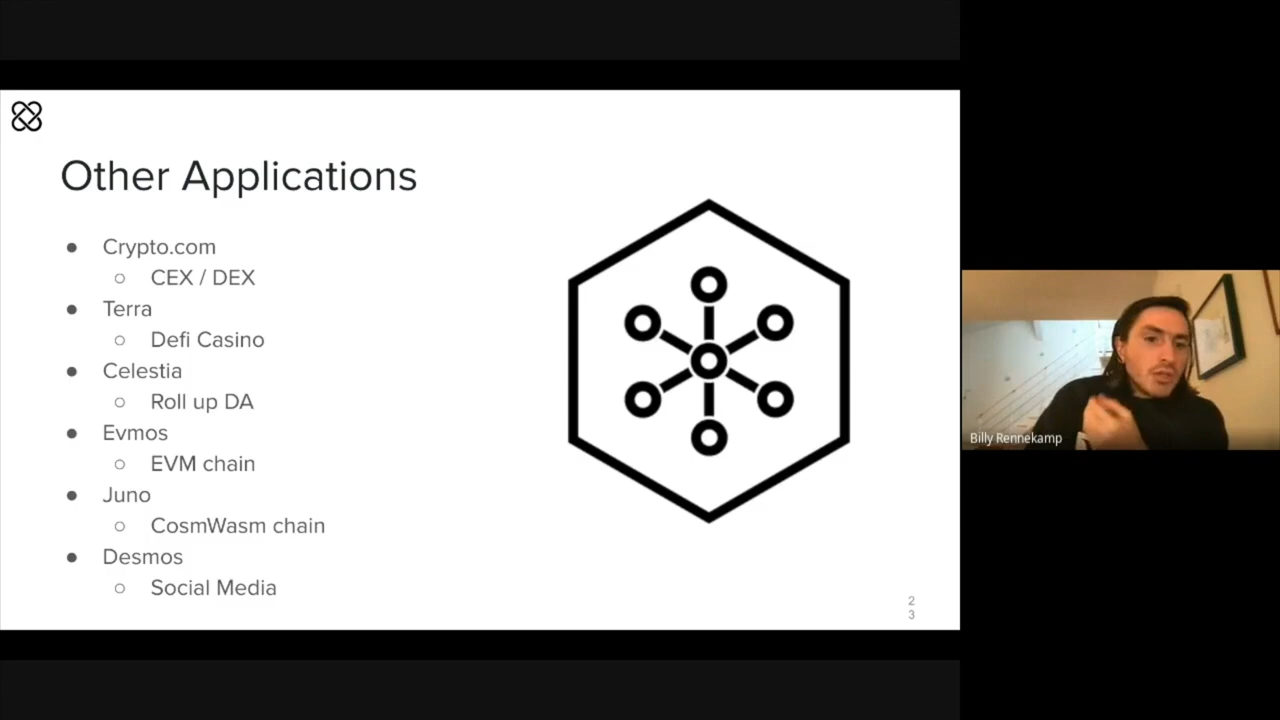 Other Applications
● Crypto.com
○ CEX / DEX
● Terra
○ Defi Casino
● Celestia
○ Roll up DA
● Evmos
○ EVM chain
● Juno
○ CosmWasm chain
● Desmos
○ Social Media
2
3
Billy Rennekamp